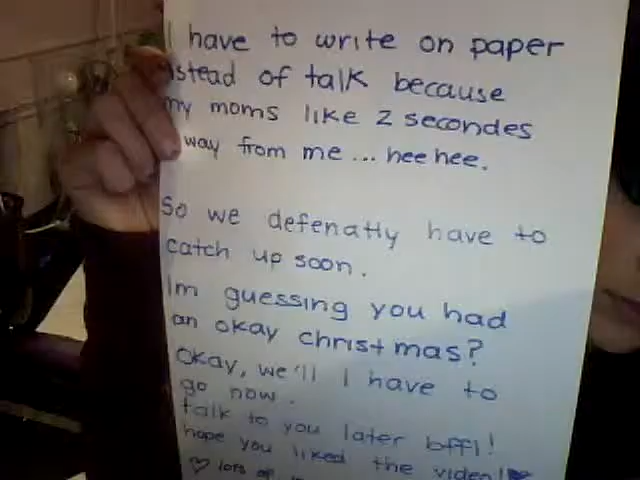 I have to write on paper
nstead of talk because
my moms like 2 secondes
way from me... hee hee.
So we defenatly have to
catch up soon.
Im guessing you had
an okay christmas?
Okay, we'll I have to
go now.
talk to you later bffl!
hope you liked the video!
♡ lots of